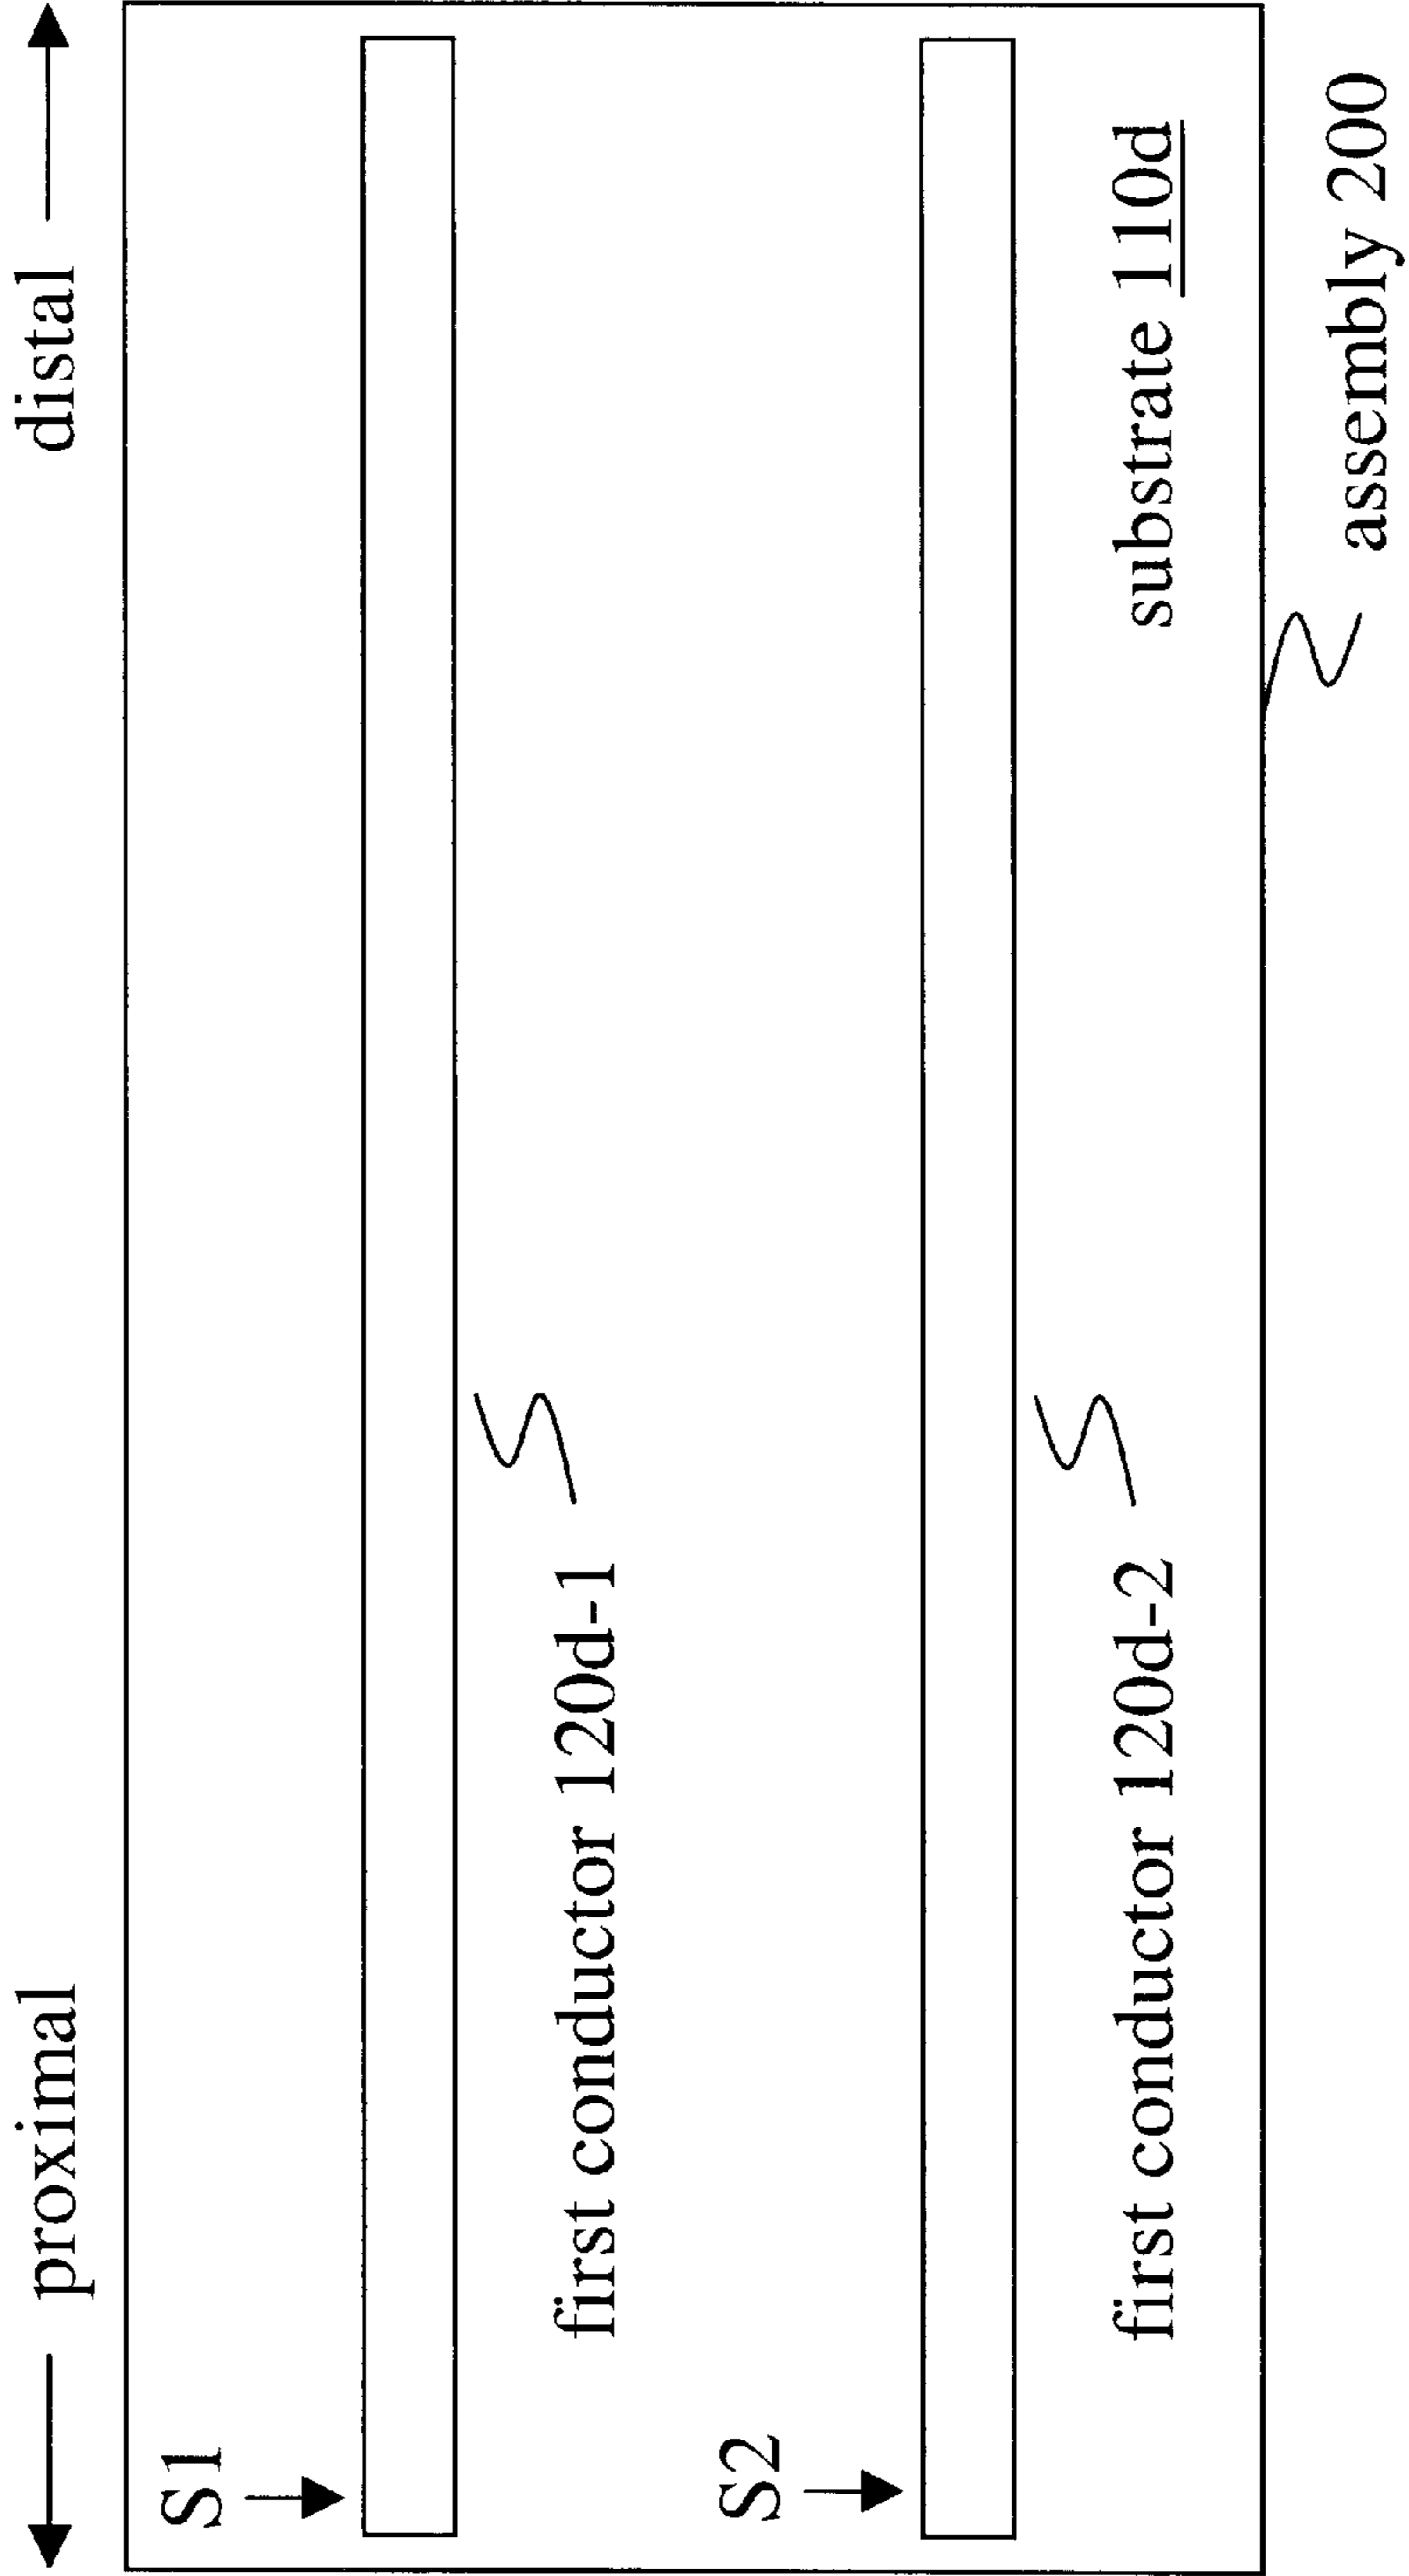 proximal
distal
S1
first conductor 120d-1
S2
first conductor 120d-2
substrate 110d
assembly 200